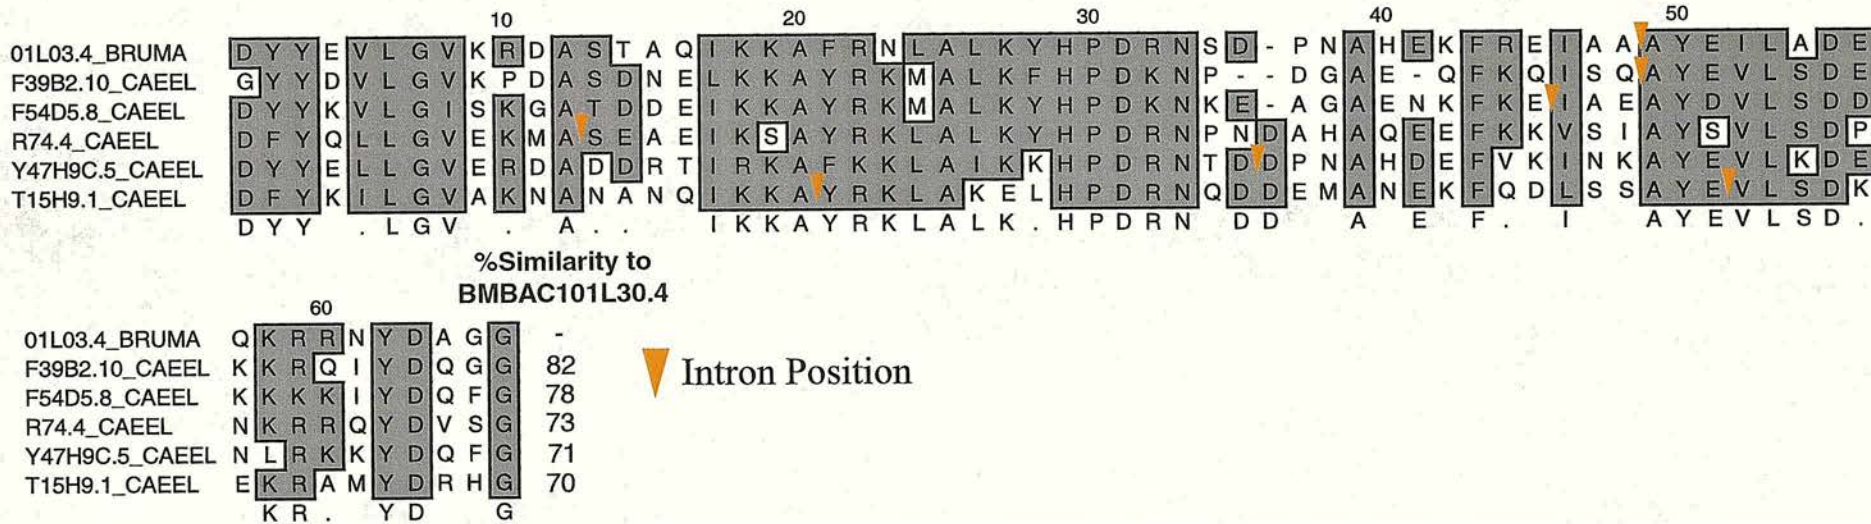 10 20 30 40 50
01L03.4_BRUMA D Y Y E V L G V K R D A S T A Q I K K A F R N L A L K Y H P D R N S D - P N A H E K F R E I A A A Y E I L A D E
F39B2.10_CAEEL G Y Y D V L G V K P D A S D N E L K K A Y R K M A L K F H P D K N P - - D G A E - Q F K Q I S Q A Y E V L S D E
F54D5.8_CAEEL D Y Y K V L G I S K G A T D D E I K K A Y R K M A L K Y H P D K N K E - A G A E N K F K E I A E A Y D V L S D D
R74.4_CAEEL D F Y Q L L G V E K M A S E A E I K S A Y R K L A L K Y H P D R N P N D A H A Q E E F K K V S I A Y S V L S D P
Y47H9C.5_CAEEL D Y Y E L L G V E R D A D D R T I R K A F K K L A I K K H P D R N T D D P N A H D E F V K I N K A Y E V L K D E
T15H9.1_CAEEL D F Y K I L G V A K N A N A N Q I K K A Y R K L A K E L H P D R N Q D D E M A N E K F Q D L S S A Y E V L S D K
D Y Y . L G V . A . . I K K A Y R K L A L K . H P D R N D D A E F . I A Y E V L S D .
%Similarity to
BMBAC101L30.4
60
01L03.4_BRUMA Q K R R N Y D A G G -
F39B2.10_CAEEL K K R Q I Y D Q G G 82
F54D5.8_CAEEL K K K K I Y D Q F G 78
R74.4_CAEEL N K R R Q Y D V S G 73
Y47H9C.5_CAEEL N L R K K Y D Q F G 71
T15H9.1_CAEEL E K R A M Y D R H G 70
K R . Y D G
Intron Position